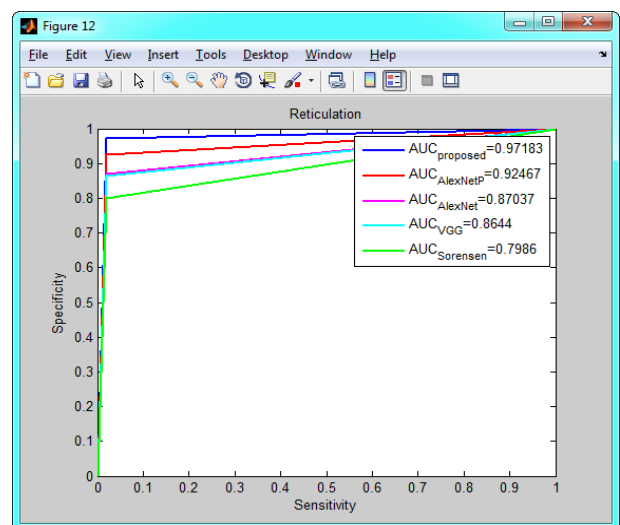 Figure 12
File Edit View Insert Tools Desktop Window Help
Reticulation
AUCproposed=0.97183
AUCAlexNetP=0.92467
AUCAlexNet=0.87037
AUCVGG=0.8644
AUCSorensen=0.7986
1
0.9
0.8
0.7
0.6
0.5
0.4
0.3
0.2
0.1
0
Specificity
0 0.1 0.2 0.3 0.4 0.5 0.6 0.7 0.8 0.9 1
Sensitivity